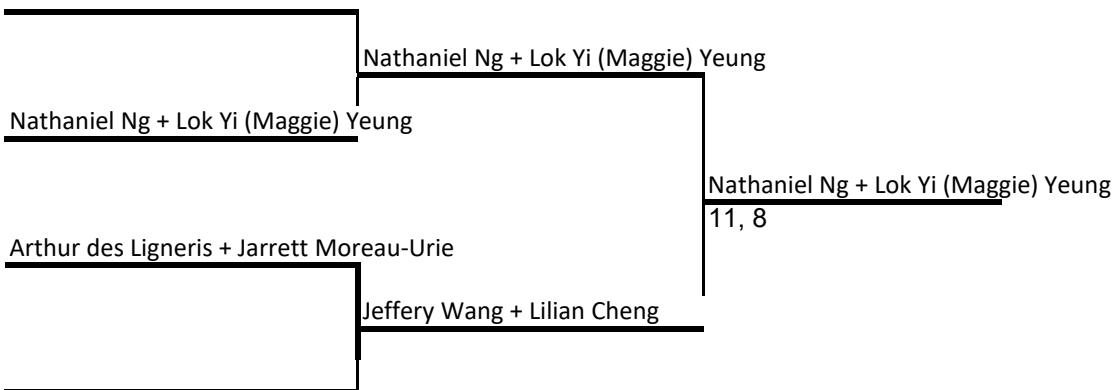 Nathaniel Ng + Lok Yi (Maggie) Yeung
Nathaniel Ng + Lok Yi (Maggie) Yeung
Nathaniel Ng + Lok Yi (Maggie) Yeung
11, 8
Arthur des Ligneris + Jarrett Moreau-Urie
Jeffery Wang + Lilian Cheng